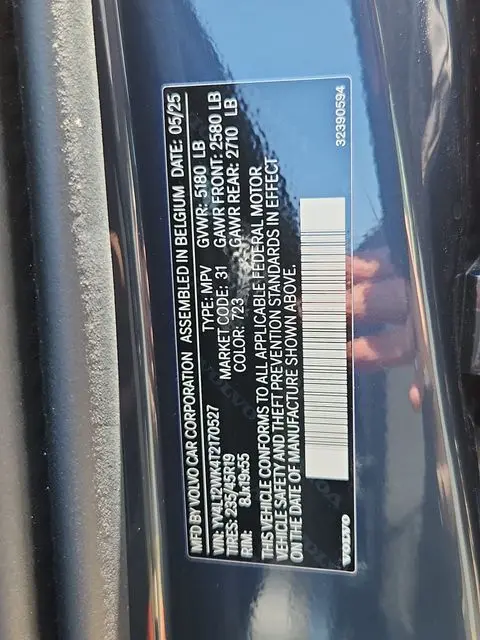 MFD BY VOLVO CAR CORPORATION ASSEMBLED IN BELGIUM DATE: 05/25
VIN: YV4L12WK4T2170527 TYPE: MPV GVWR: 5180 LB
TIRES: 235/45R19 MARKET CODE: 31 GAWR FRONT: 2580 LB
RIM: 8Jx19x55 COLOR: 723 GAWR REAR: 2710 LB
THIS VEHICLE CONFORMS TO ALL APPLICABLE FEDERAL MOTOR
VEHICLE SAFETY AND THEFT PREVENTION STANDARDS IN EFFECT
ON THE DATE OF MANUFACTURE SHOWN ABOVE.
VOLVO 32390594